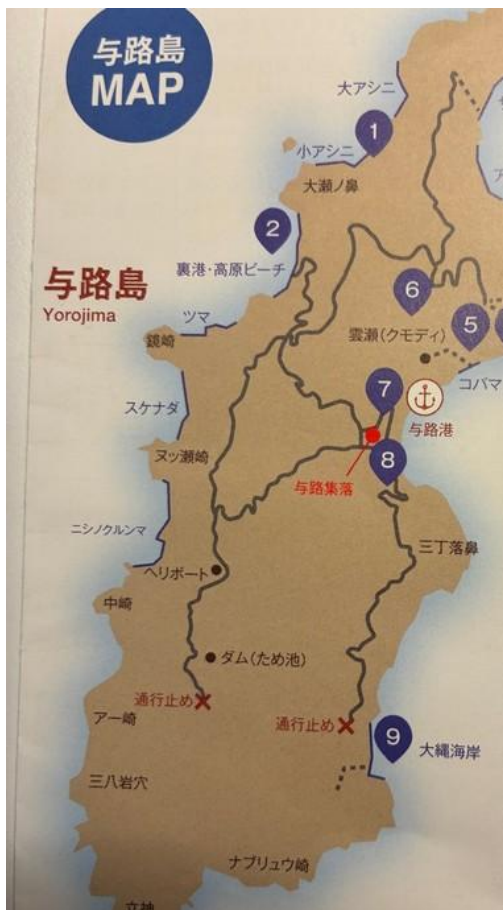 与路島
MAP
大アシニ
1
小アシニ
大瀬ノ鼻
2
裏港・高原ビーチ
与路島
Yorojima
ツマ
6
5
鏡崎
雲瀬(クモディ)
コバマ
7
スケナダ
与路港
ヌッ瀬崎
8
与路集落
ニシノクルンマ
三丁落鼻
ヘリポート
中崎
ダム(ため池)
通行止め
通行止め
アー崎
9
大縄海岸
三八岩穴
ナブリュウ崎
立神